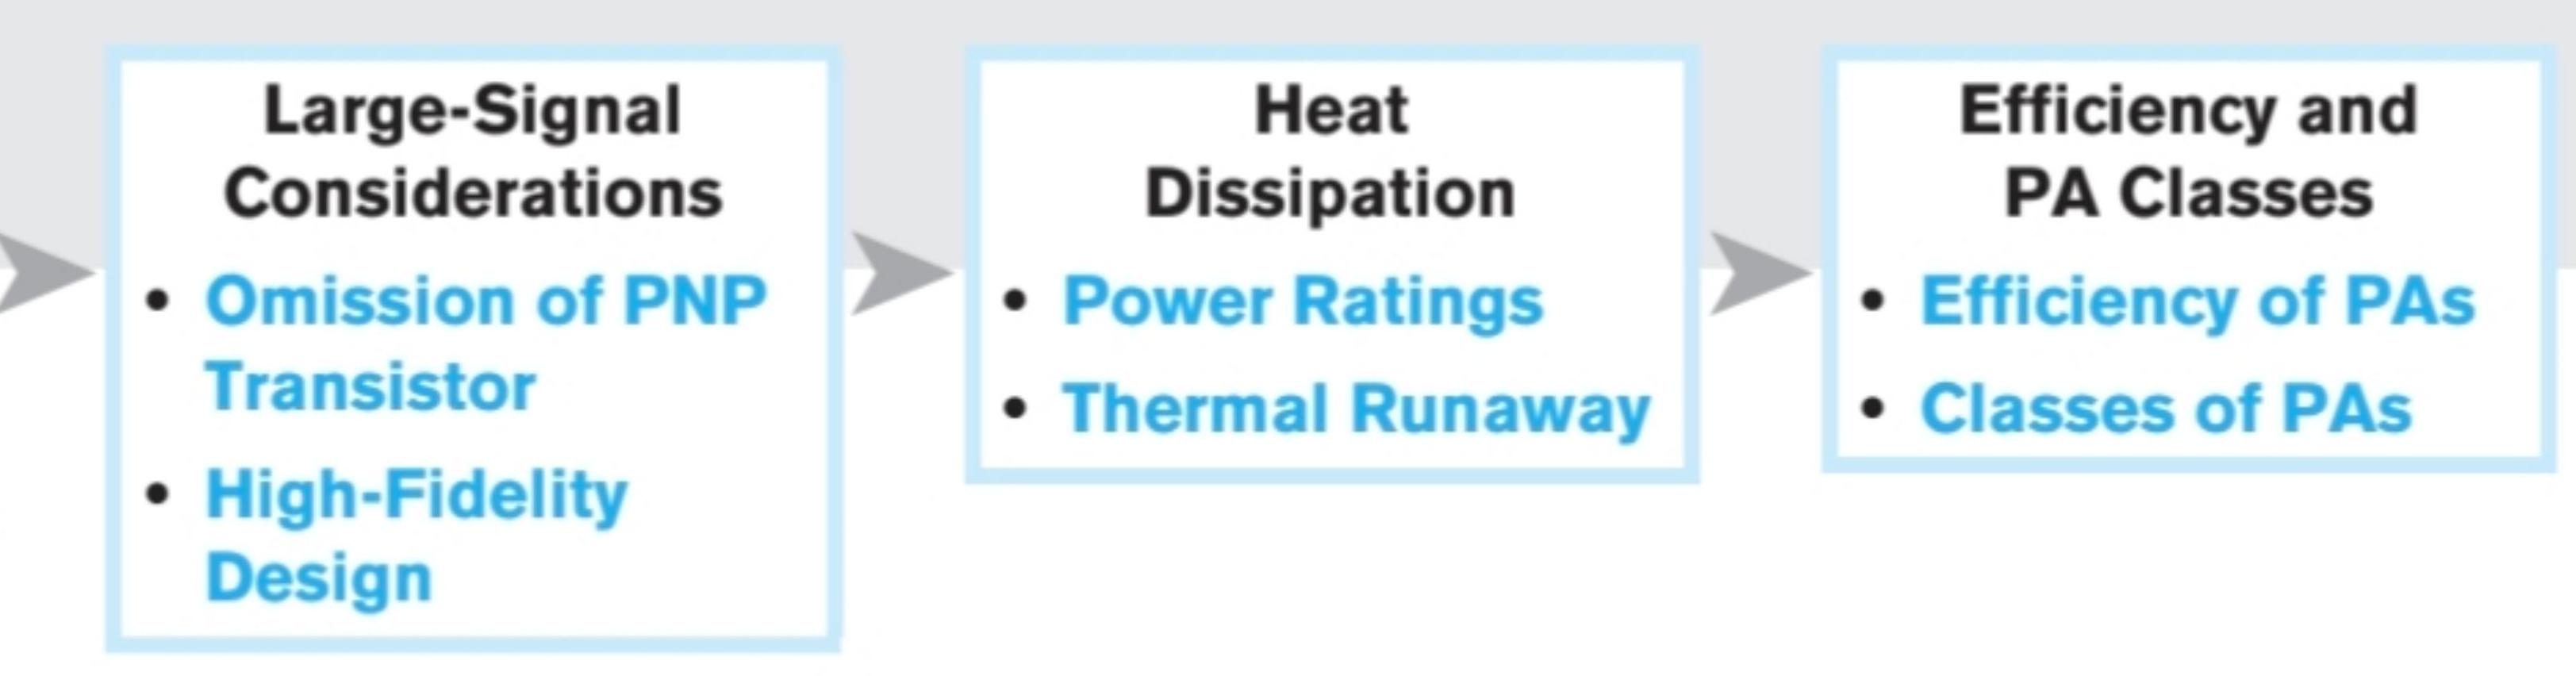 Large-Signal
Considerations
• Omission of PNP
Transistor
• High-Fidelity
Design
Heat
Dissipation
• Power Ratings
• Thermal Runaway
Efficiency and
PA Classes
• Efficiency of PAs
• Classes of PAs